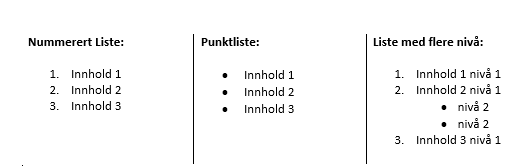 Nummerert Liste:
1. Innhold 1
2. Innhold 2
3. Innhold 3
Punktliste:
• Innhold 1
• Innhold 2
• Innhold 3
Liste med flere nivå:
1. Innhold 1 nivå 1
2. Innhold 2 nivå 1
• nivå 2
• nivå 2
3. Innhold 3 nivå 1